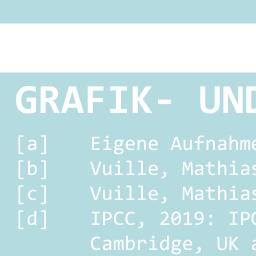 GRAFIK- UND
[a] Eigene Aufnahme
[b] Vuille, Mathias
[c] Vuille, Mathias
[d] IPCC, 2019: IPC
Cambridge, UK a